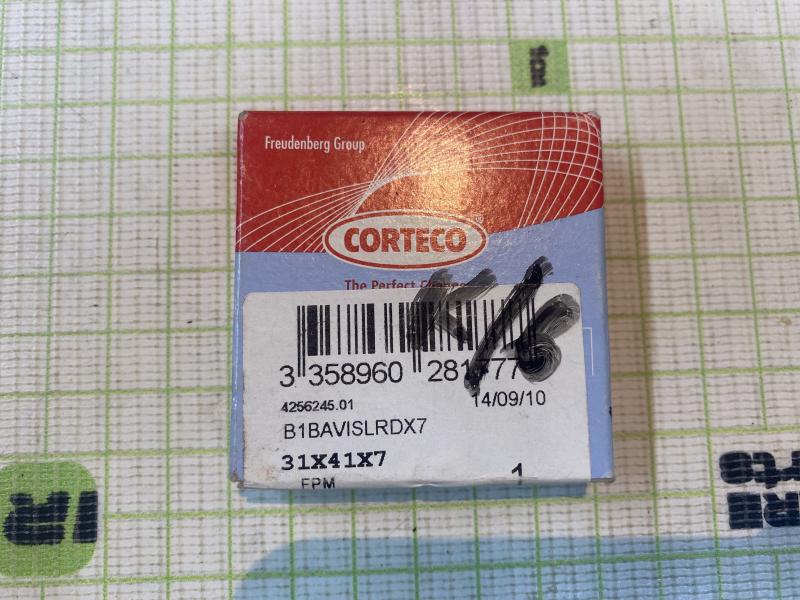 1cm
Freudenberg Group
CORTECO
The Perfect
3 358960
4256245.01
14/09/10
B1BAVISLRDX7
31X41X7
FPM
1